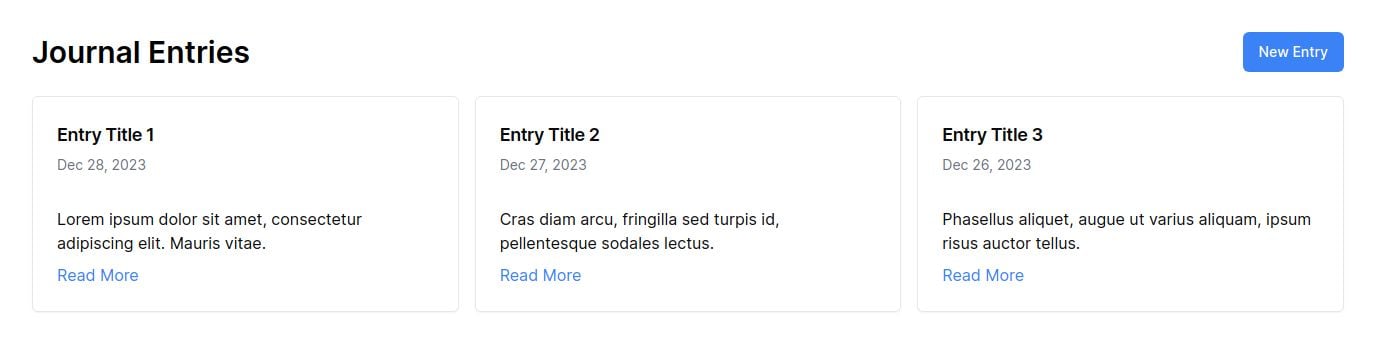 Journal Entries
New Entry
Entry Title 1
Dec 28, 2023
Lorem ipsum dolor sit amet, consectetur
adipiscing elit. Mauris vitae.
Read More
Entry Title 2
Dec 27, 2023
Cras diam arcu, fringilla sed turpis id,
pellentesque sodales lectus.
Read More
Entry Title 3
Dec 26, 2023
Phasellus aliquet, augue ut varius aliquam, ipsum
risus auctor tellus.
Read More